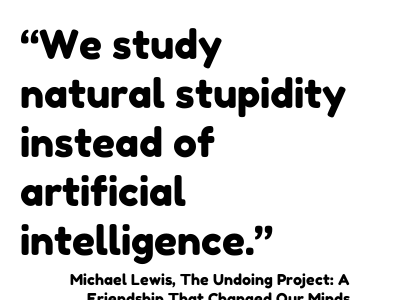 “We study
natural stupidity
instead of
artificial
intelligence.”
Michael Lewis, The Undoing Project: A
Friendship That Changed Our Minds